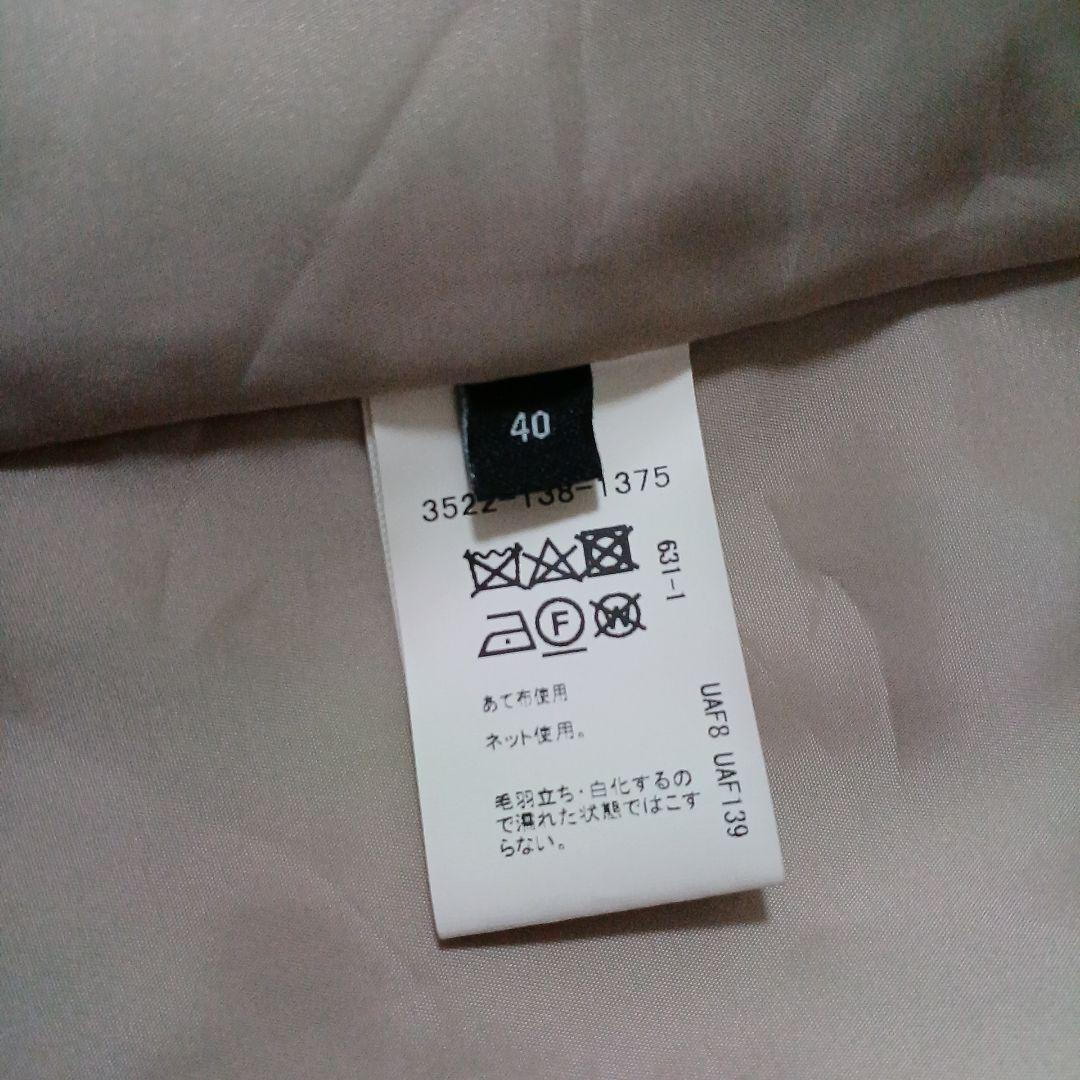 40
3522-138-1375
631-1
F
W
あて布使用
ネット使用。
毛羽立ち・白化するの
で濡れた状態ではこす
らない。
UAF8 UAF139